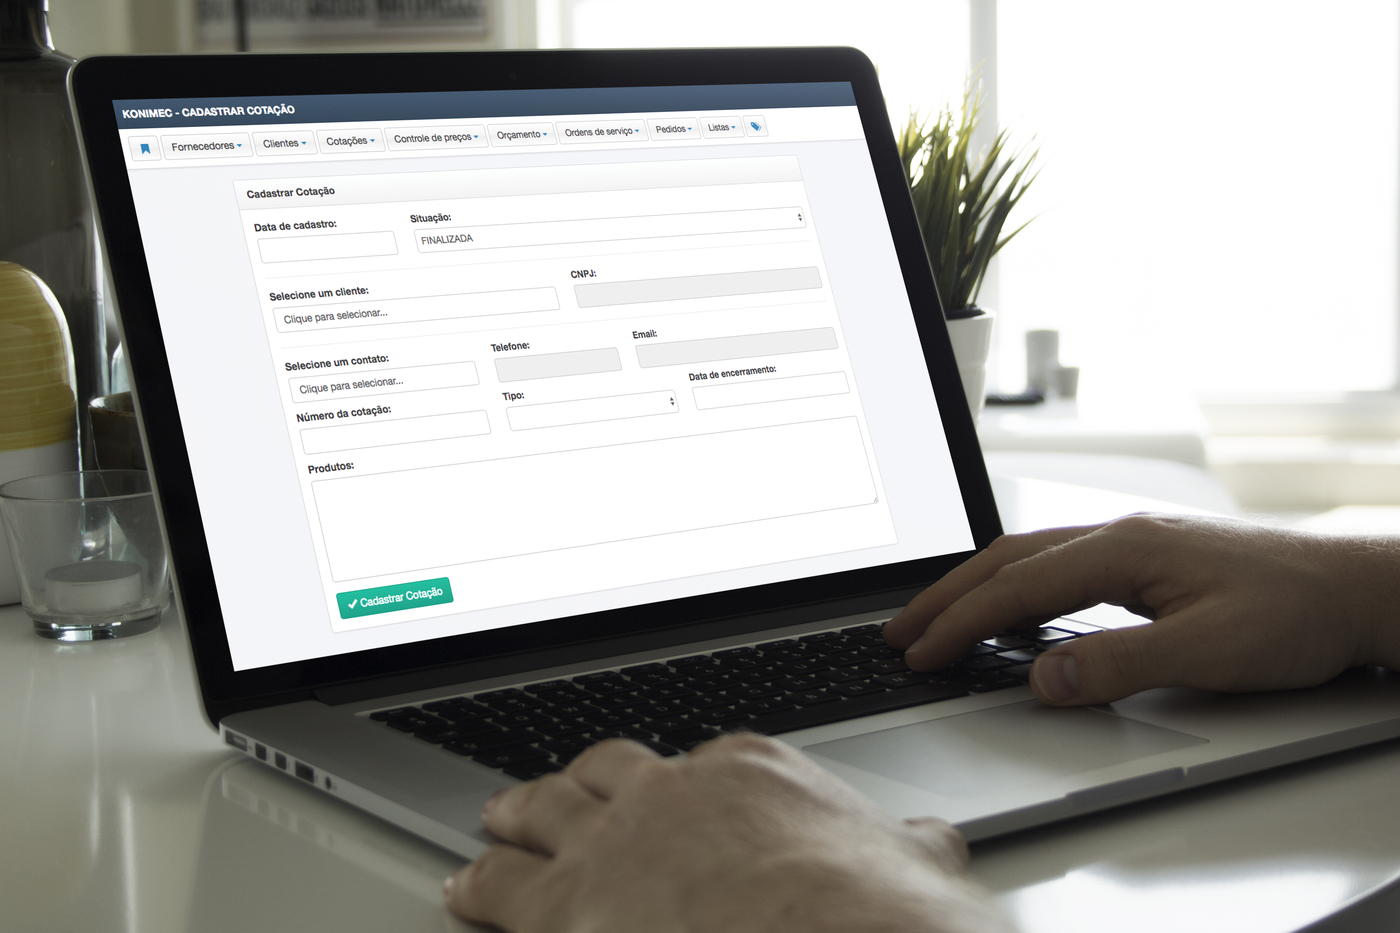 KONIMEC - CADASTRAR COTAÇÃO
Fornecedores Clientes Cotações Controle de preços Orçamento Ordens de serviço Pedidos Listas
Cadastrar Cotação
Data de cadastro: Situação:
FINALIZADA
Selecione um cliente: CNPJ:
Clique para selecionar...
Selecione um contato: Telefone: Email:
Clique para selecionar...
Número da cotação: Tipo: Data de encerramento:
Produtos:
Cadastrar Cotação